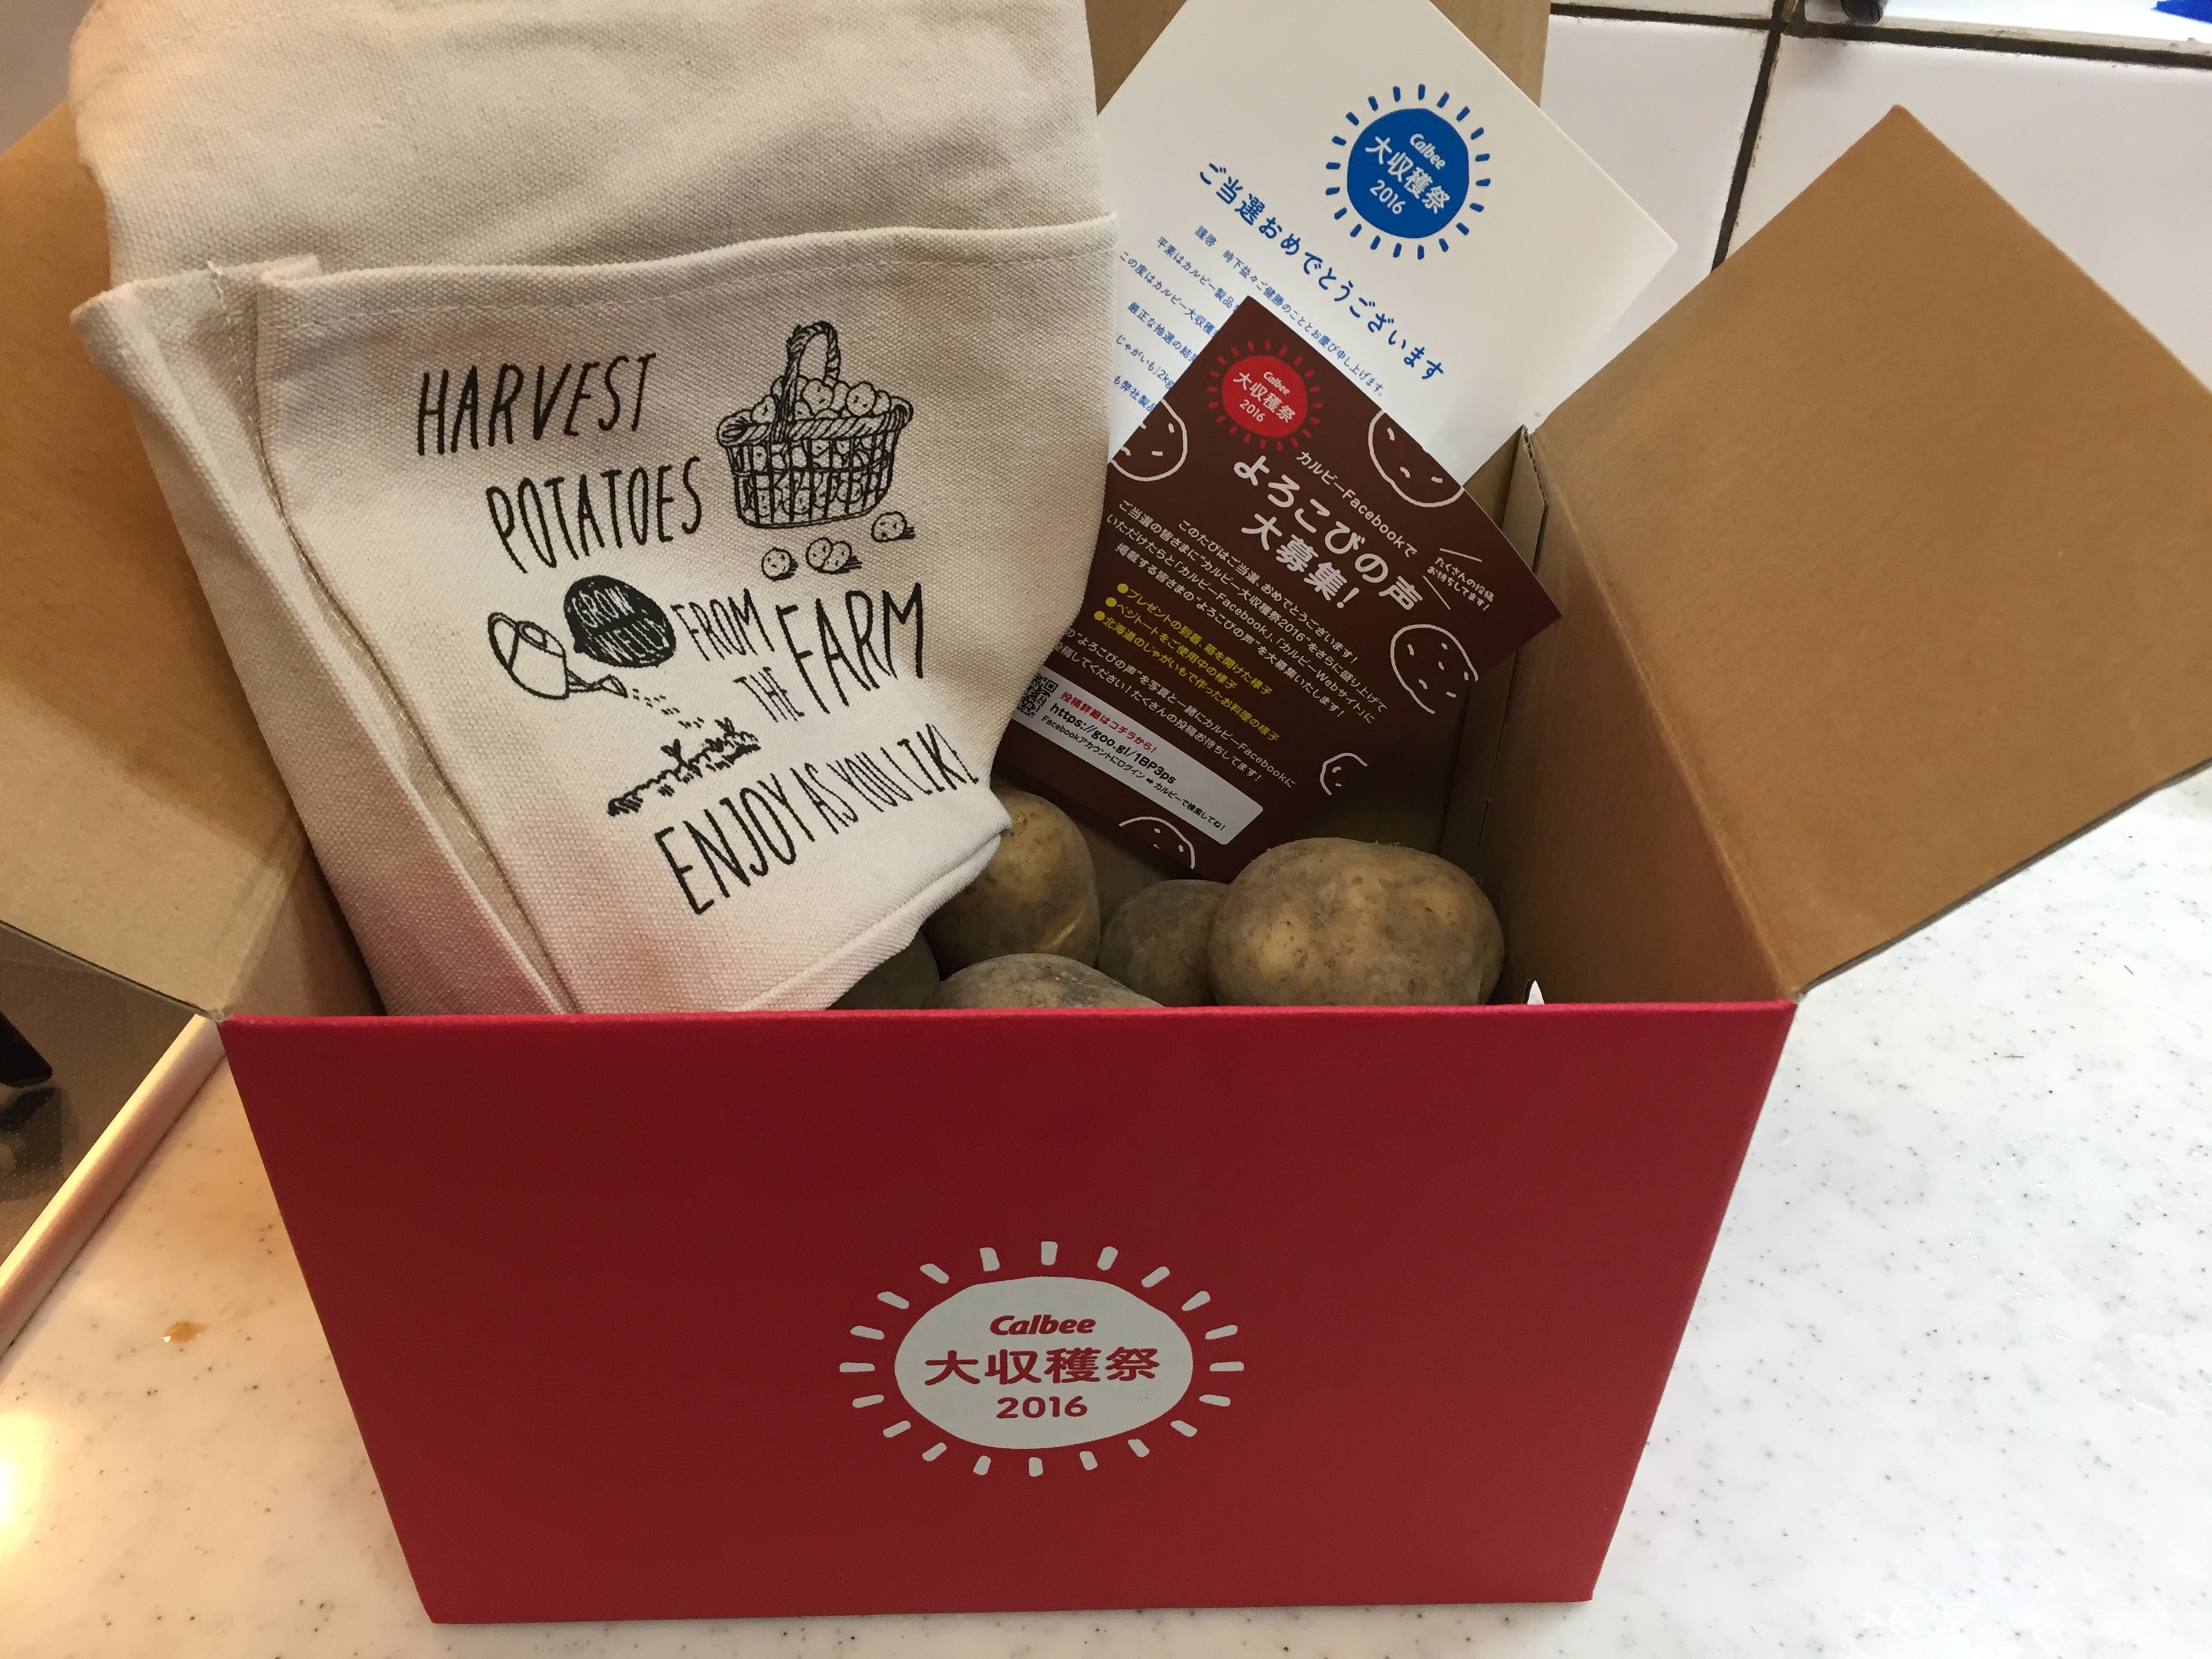 HARVEST
POTATOES
GROW
WELL!
FROM
THE FARM
ENJOY AS YOU LIKE
Calbee
大収穫祭
2016
ご当選おめでとうございます
謹啓 時下益々ご健勝のこととお慶び申し上げます。
平素はカルビー製品
この度はカルビー大収穫
厳正な抽選の結果
じゃがいも」2kg
も弊社製品
Calbee
大収穫祭
2016
カルビーFacebookで
よろこびの声
大募集!
たくさんの投稿
お待ちしてます!
このたびはご当選、おめでとうございます!
ご当選の皆さまに"カルビー大収穫祭2016"をさらに盛り上げて
いただけたらと「カルビーFacebook」、「カルビーWebサイト」に
掲載する皆さまの"よろこびの声"を大募集いたします!
●プレゼントの到着、箱を開けた様子
●ベジトートをご使用中の様子
●北海道のじゃがいもで作ったお料理の様子
の"よろこびの声"を写真と一緒にカルビーFacebookに
投稿してください!たくさんの投稿お待ちしてます!
投稿詳細はコチラから!
https://goo.gl/1BP3ps
Facebookアカウントにログイン➡カルビーで検索してね!
Calbee
大収穫祭
2016